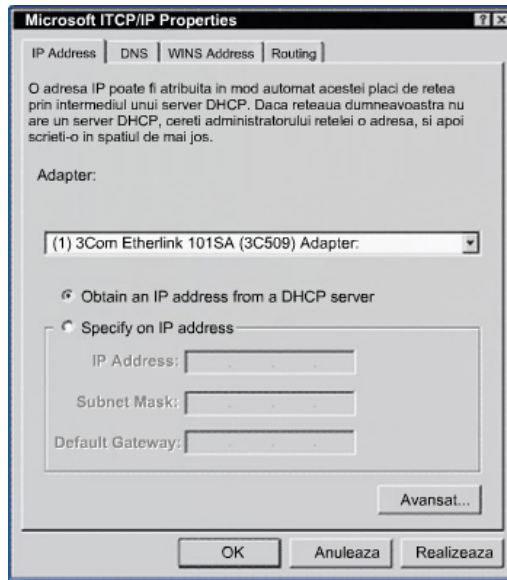 Microsoft ITCP/IP Properties
IP Address
DNS
WINS Address
Routing
O adresa IP poate fi atribuita in mod automat acestei placi de retea
prin intermediul unui server DHCP. Daca reteaua dumneavoastra nu
are un server DHCP, cereti administratorului retelei o adresa, si apoi
scrieti-o in spatiul de mai jos.
Adapter:
(1) 3Com Etherlink 101SA (3C509) Adapter:
Obtain an IP address from a DHCP server
Specify on IP address
IP Address:
Subnet Mask:
Default Gateway:
Avansat...
OK
Anuleaza
Realizeaza